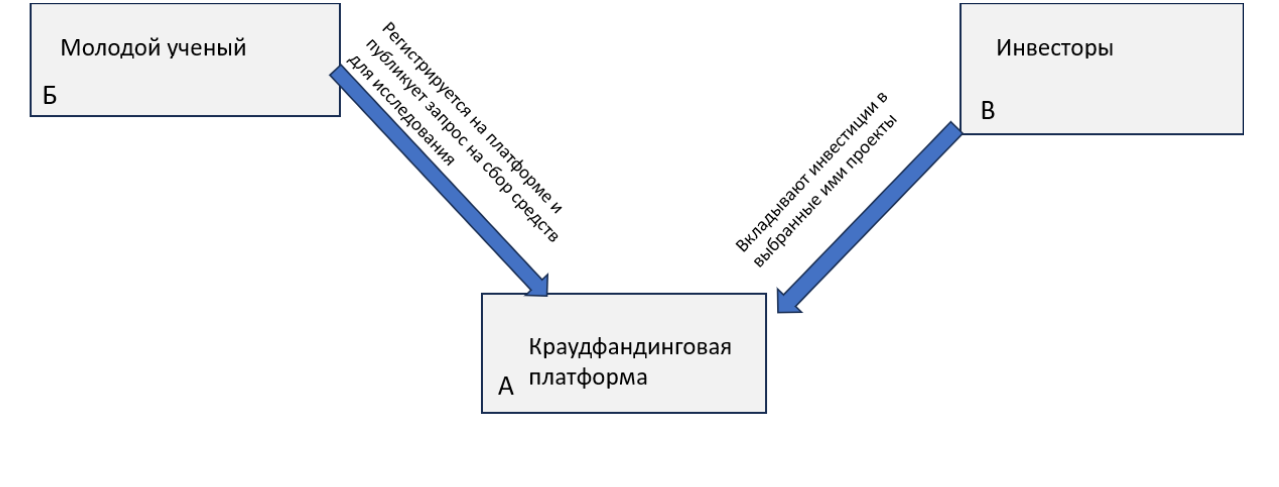 Молодой ученый
Б
Регистрируется на платформе и
публикует запрос на сбор средств
для исследования
Инвесторы
В
Вкладывают инвестиции в
выбранные ими проекты
Краудфандинговая
платформа
А